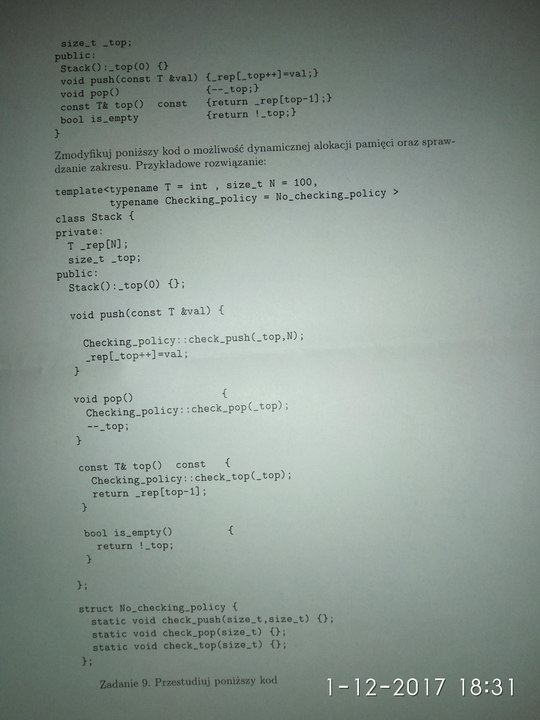 size_t _top;
public:
Stack():_top(0) {}
void push(const T &val) {_rep[_top++]=val;}
void pop() {--_top;}
const T& top() const {return _rep[top-1];}
bool is_empty {return !_top;}
}
Zmodyfikuj poniższy kod o możliwość dynamicznej alokacji pamięci oraz spraw-
dzanie zakresu. Przykładowe rozwiązanie:
template<typename T = int , size_t N = 100,
typename Checking_policy = No_checking_policy >
class Stack {
private:
T _rep[N];
size_t _top;
public:
Stack():_top(0) {};
void push(const T &val) {
Checking_policy::check_push(_top,N);
_rep[_top++]=val;
}
void pop() {
Checking_policy::check_pop(_top);
--_top;
}
const T& top() const {
Checking_policy::check_top(_top);
return _rep[top-1];
}
bool is_empty() {
return !_top;
}
};
struct No_checking_policy {
static void check_push(size_t,size_t) {};
static void check_pop(size_t) {};
static void check_top(size_t) {};
};
Zadanie 9. Przestudiuj poniższy kod
1-12-2017 18:31